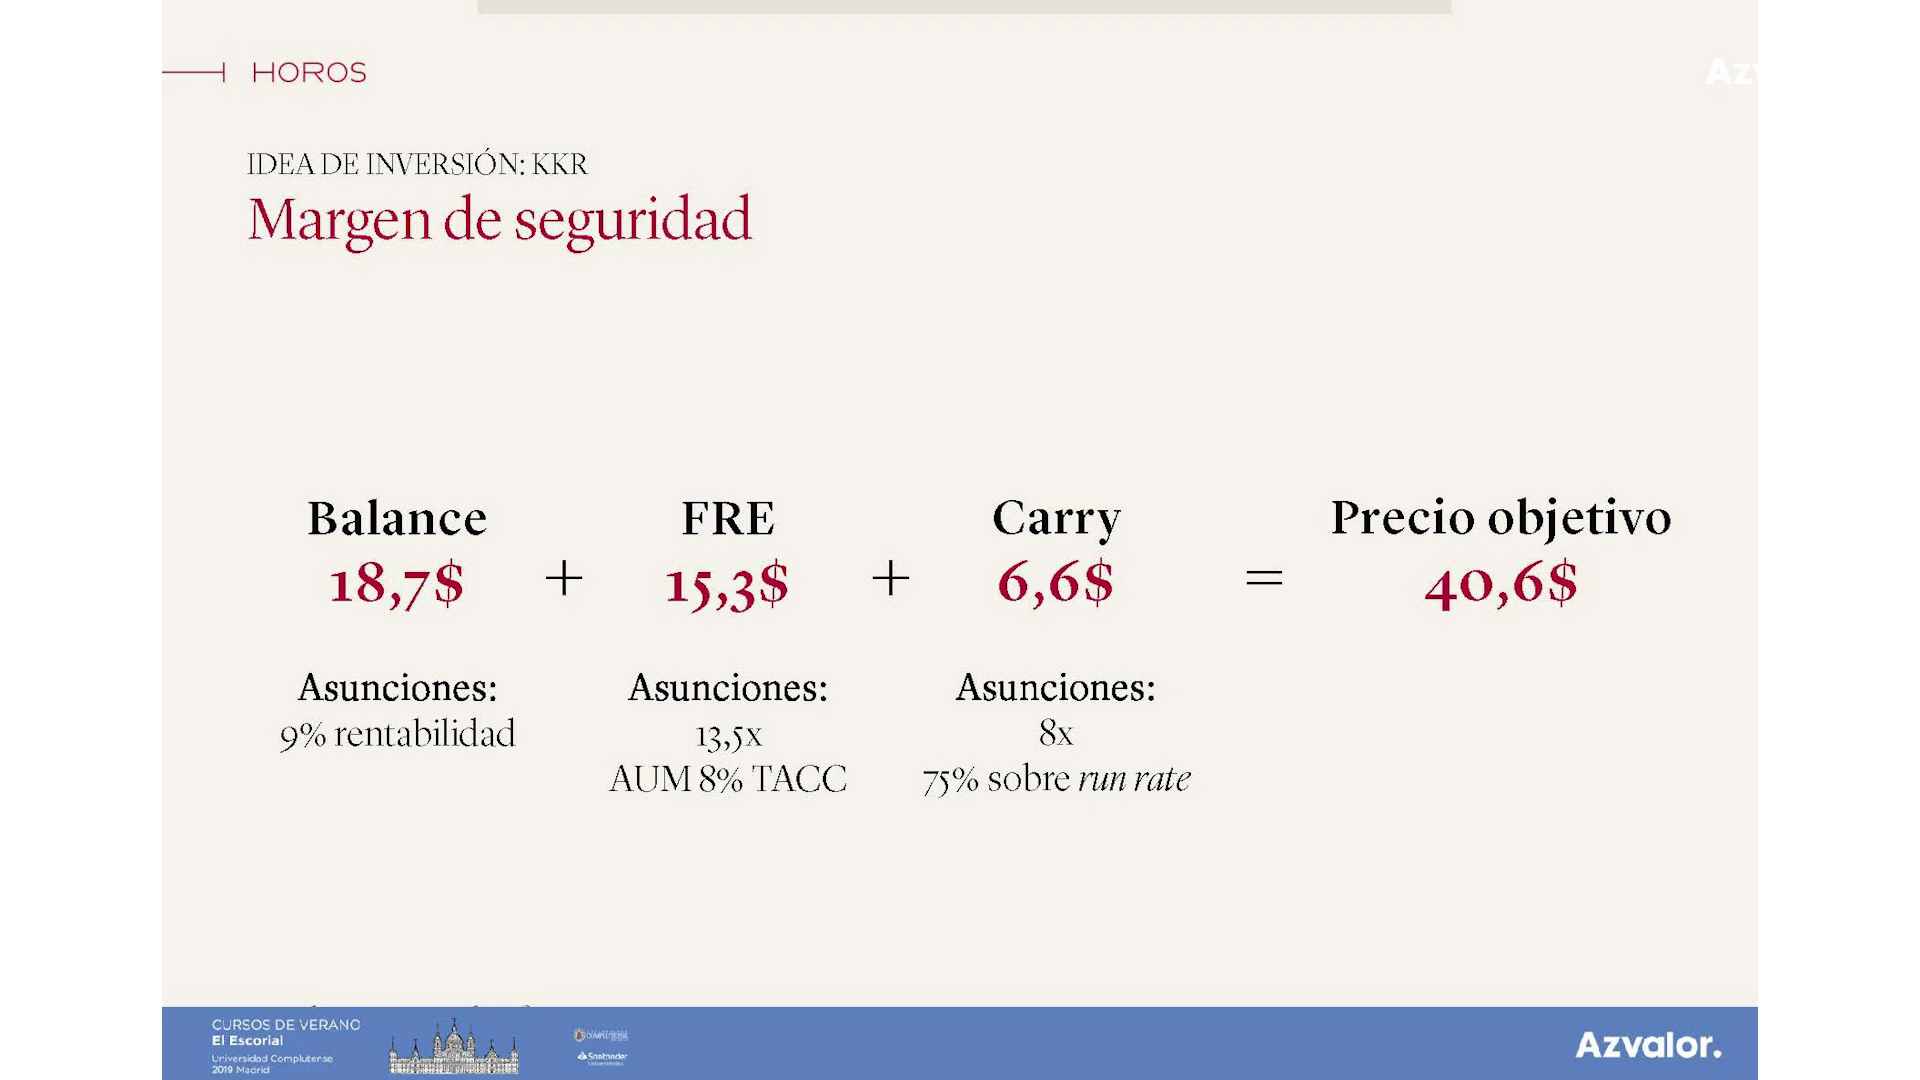 HOROS
Az
IDEA DE INVERSIÓN: KKR
Margen de seguridad
Balance
18,7$
+
FRE
15,3$
+
Carry
6,6$
=
Precio objetivo
40,6$
Asunciones:
9% rentabilidad
Asunciones:
13,5x
AUM 8% TACC
Asunciones:
8x
75% sobre run rate
CURSOS DE VERANO
El Escorial
Universidad Complutense
2019 Madrid
COMPLUTENSE
Santander
Azvalor.